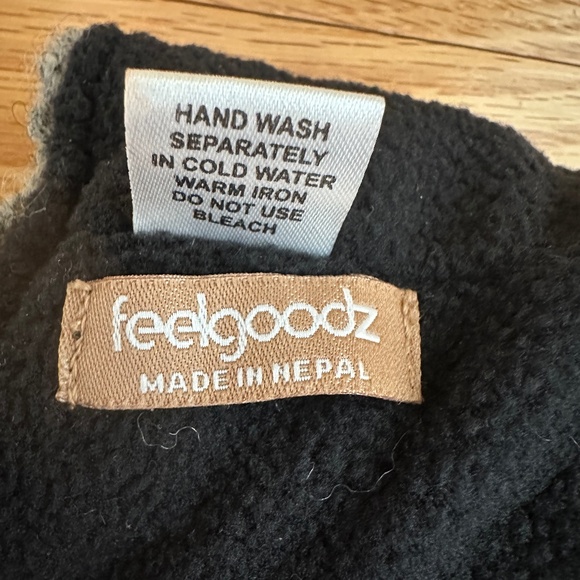 HAND WASH
SEPARATELY
IN COLD WATER
WARM IRON
DO NOT USE
BLEACH
feelgoodz
MADE IN NEPAL